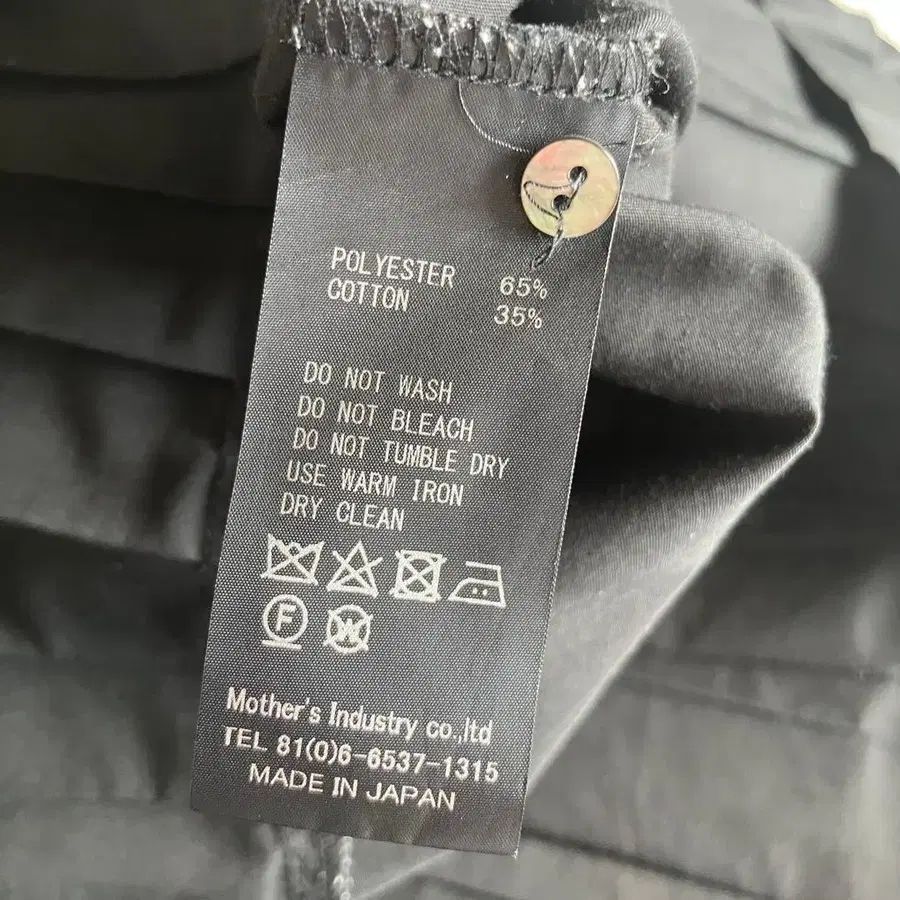 POLYESTER 65%
COTTON 35%
DO NOT WASH
DO NOT BLEACH
DO NOT TUMBLE DRY
USE WARM IRON
DRY CLEAN
F
W
Mother's Industry co.,ltd
TEL 81(0)6-6537-1315
MADE IN JAPAN